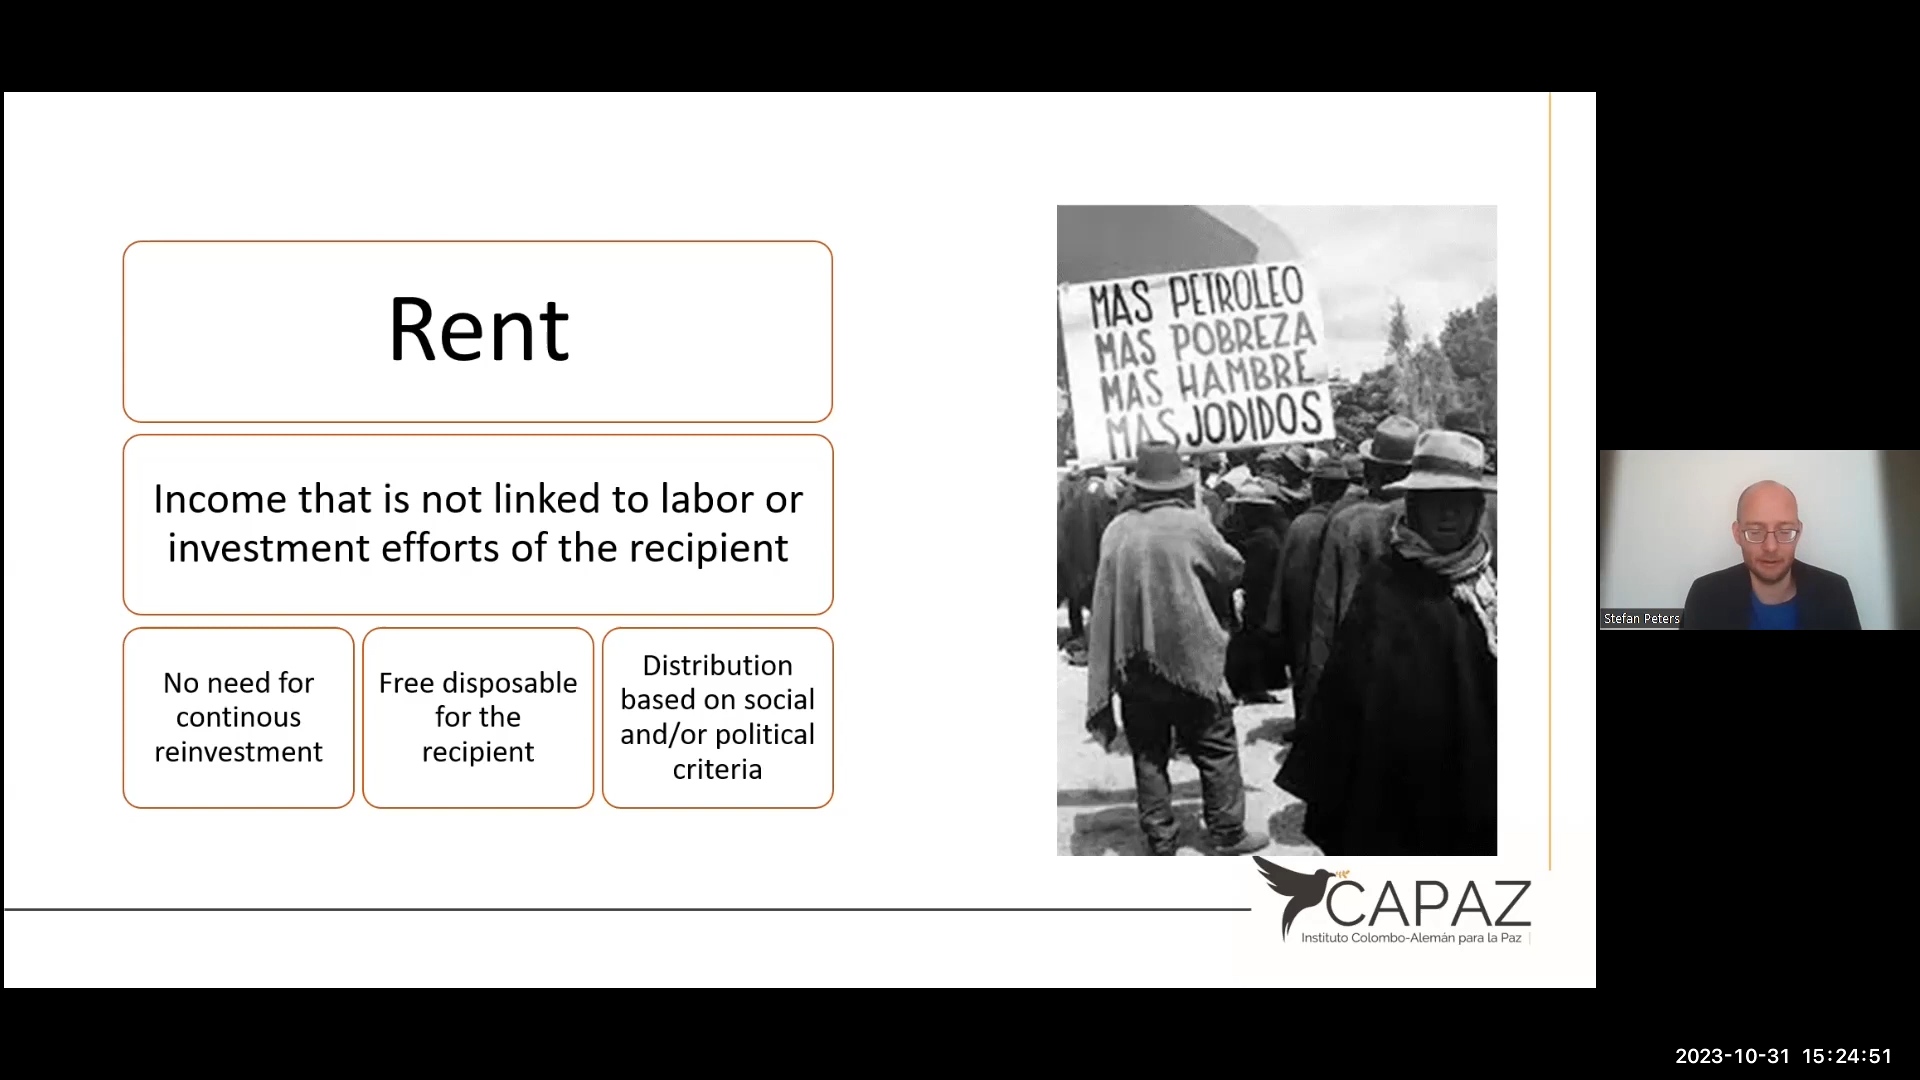 Rent
Income that is not linked to labor or
investment efforts of the recipient
No need for
continous
reinvestment
Free disposable
for the
recipient
Distribution
based on social
and/or political
criteria
MAS PETROLEO
MAS POBREZA
MAS HAMBRE
MAS JODIDOS
CAPAZ
Instituto Colombo-Alemán para la Paz
Stefan Peters
2023-10-31 15:24:51